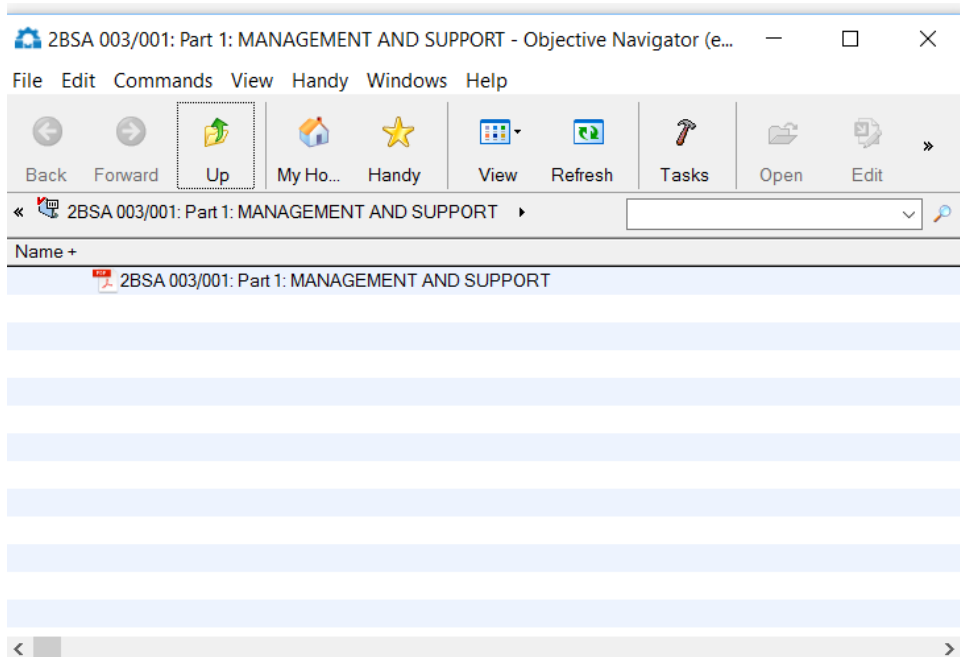 2BSA 003/001: Part 1: MANAGEMENT AND SUPPORT - Objective Navigator (e...
File Edit Commands View Handy Windows Help
Back Forward Up My Ho... Handy View Refresh Tasks Open Edit »
« 2BSA 003/001: Part 1: MANAGEMENT AND SUPPORT
Name +
2BSA 003/001: Part 1: MANAGEMENT AND SUPPORT